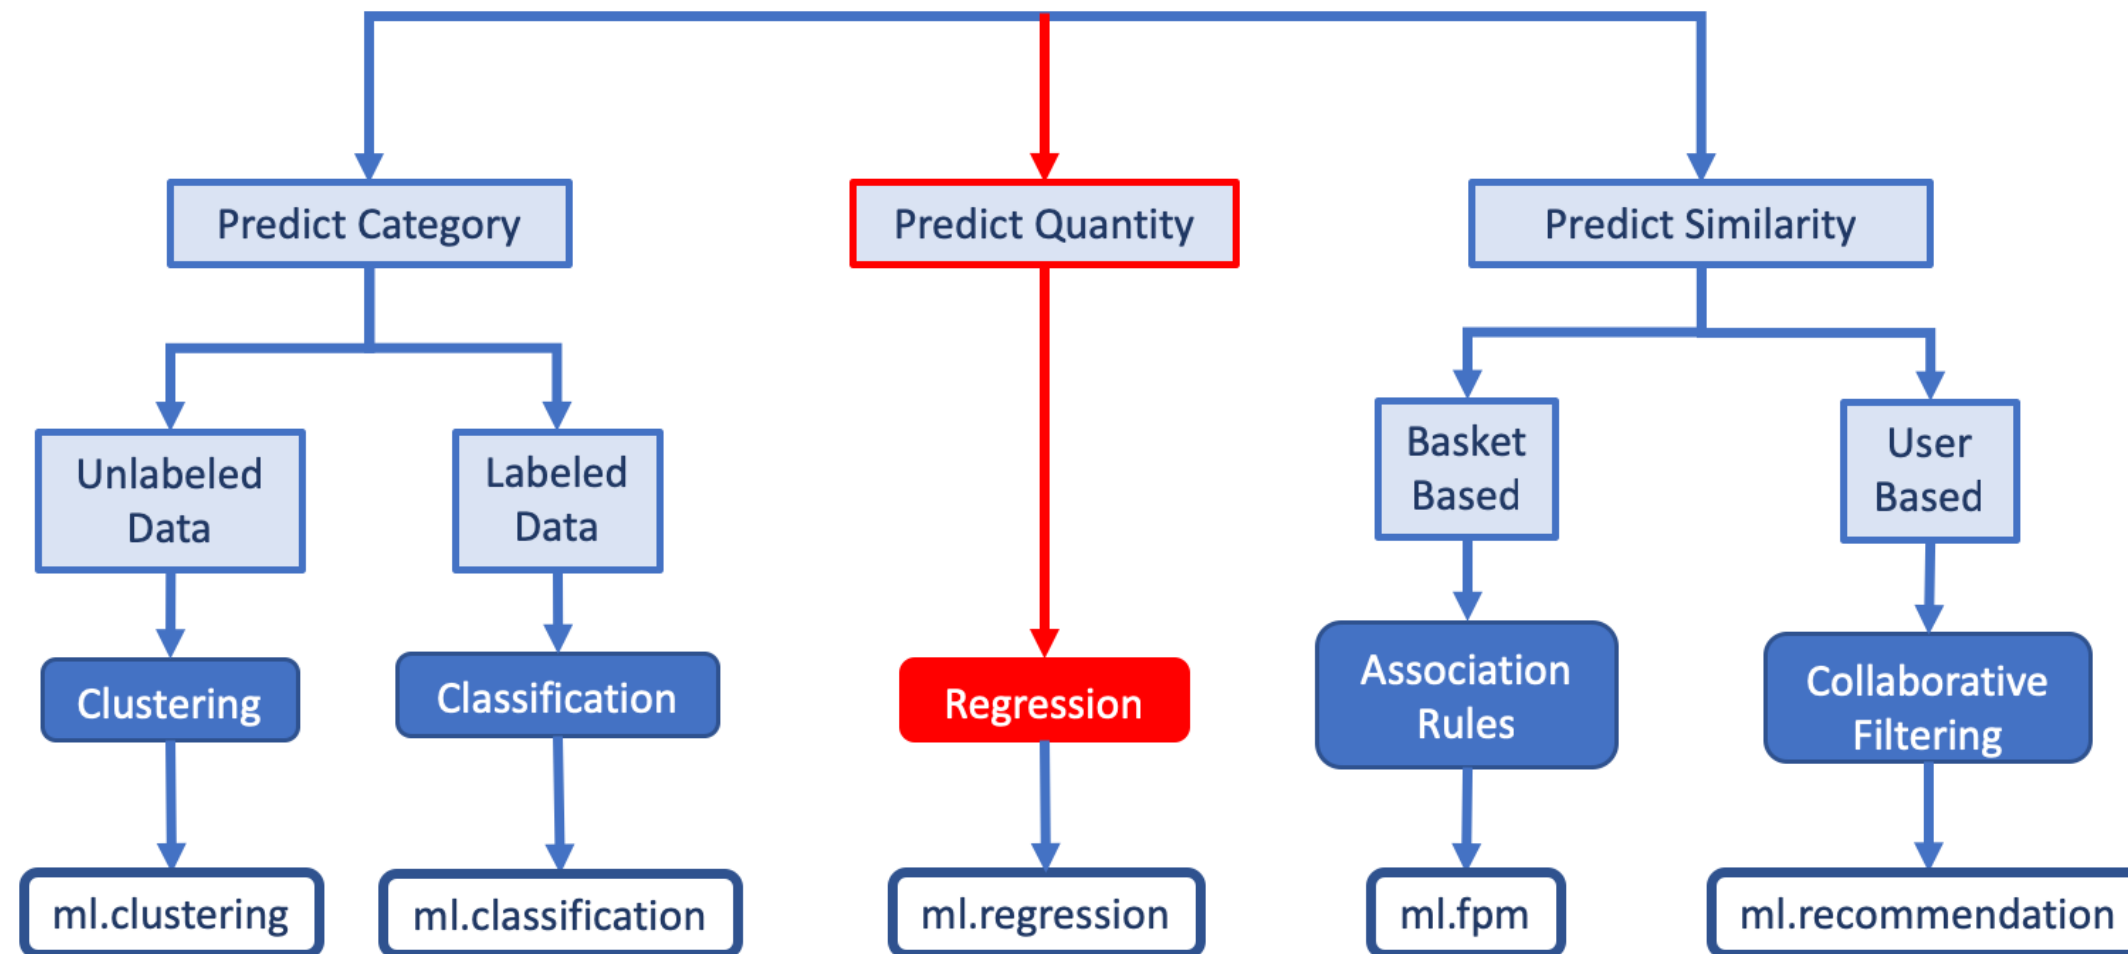 Predict Category
Predict Quantity
Predict Similarity
Unlabeled
Data
Labeled
Data
Basket
Based
User
Based
Clustering
Classification
Regression
Association
Rules
Collaborative
Filtering
ml.clustering
ml.classification
ml.regression
ml.fpm
ml.recommendation